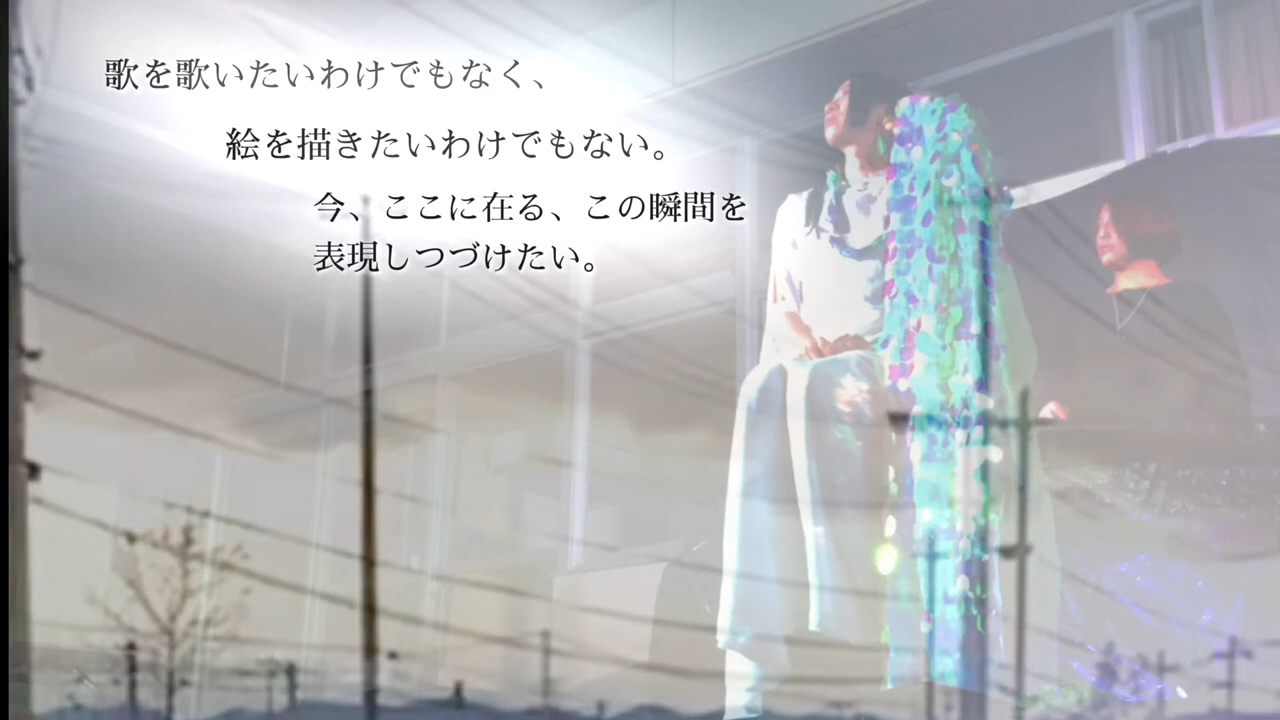 歌を歌いたいわけでもなく、
絵を描きたいわけでもない。
今、ここに在る、この瞬間を
表現しつづけたい。